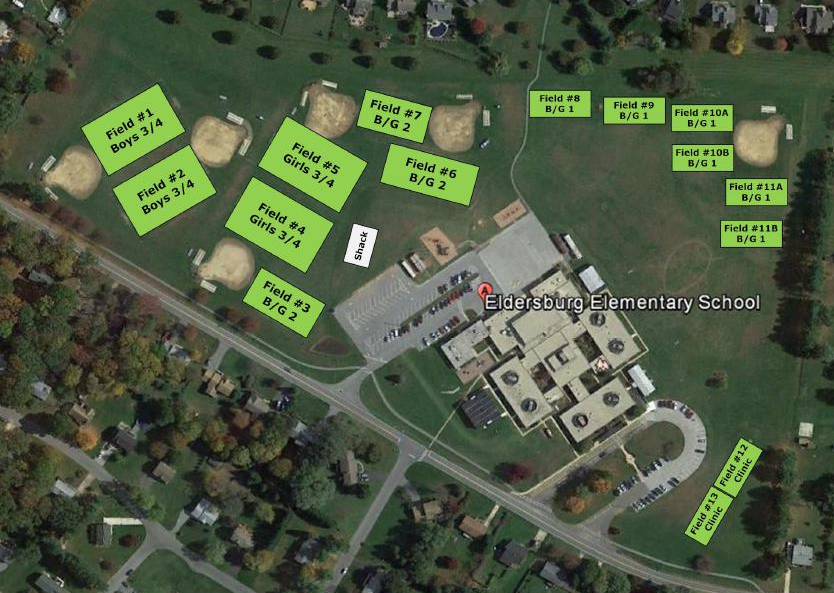 Field #1
Boys 3/4
Field #2
Boys 3/4
Field #5
Girls 3/4
Field #4
Girls 3/4
Field #3
B/G 2
Field #7
B/G 2
Field #6
B/G 2
Shack
Field #8
B/G 1
Field #9
B/G 1
Field #10A
B/G 1
Field #10B
B/G 1
Field #11A
B/G 1
Field #11B
B/G 1
A
Eldersburg Elementary School
Field #12
Clinic
Field #13
Clinic